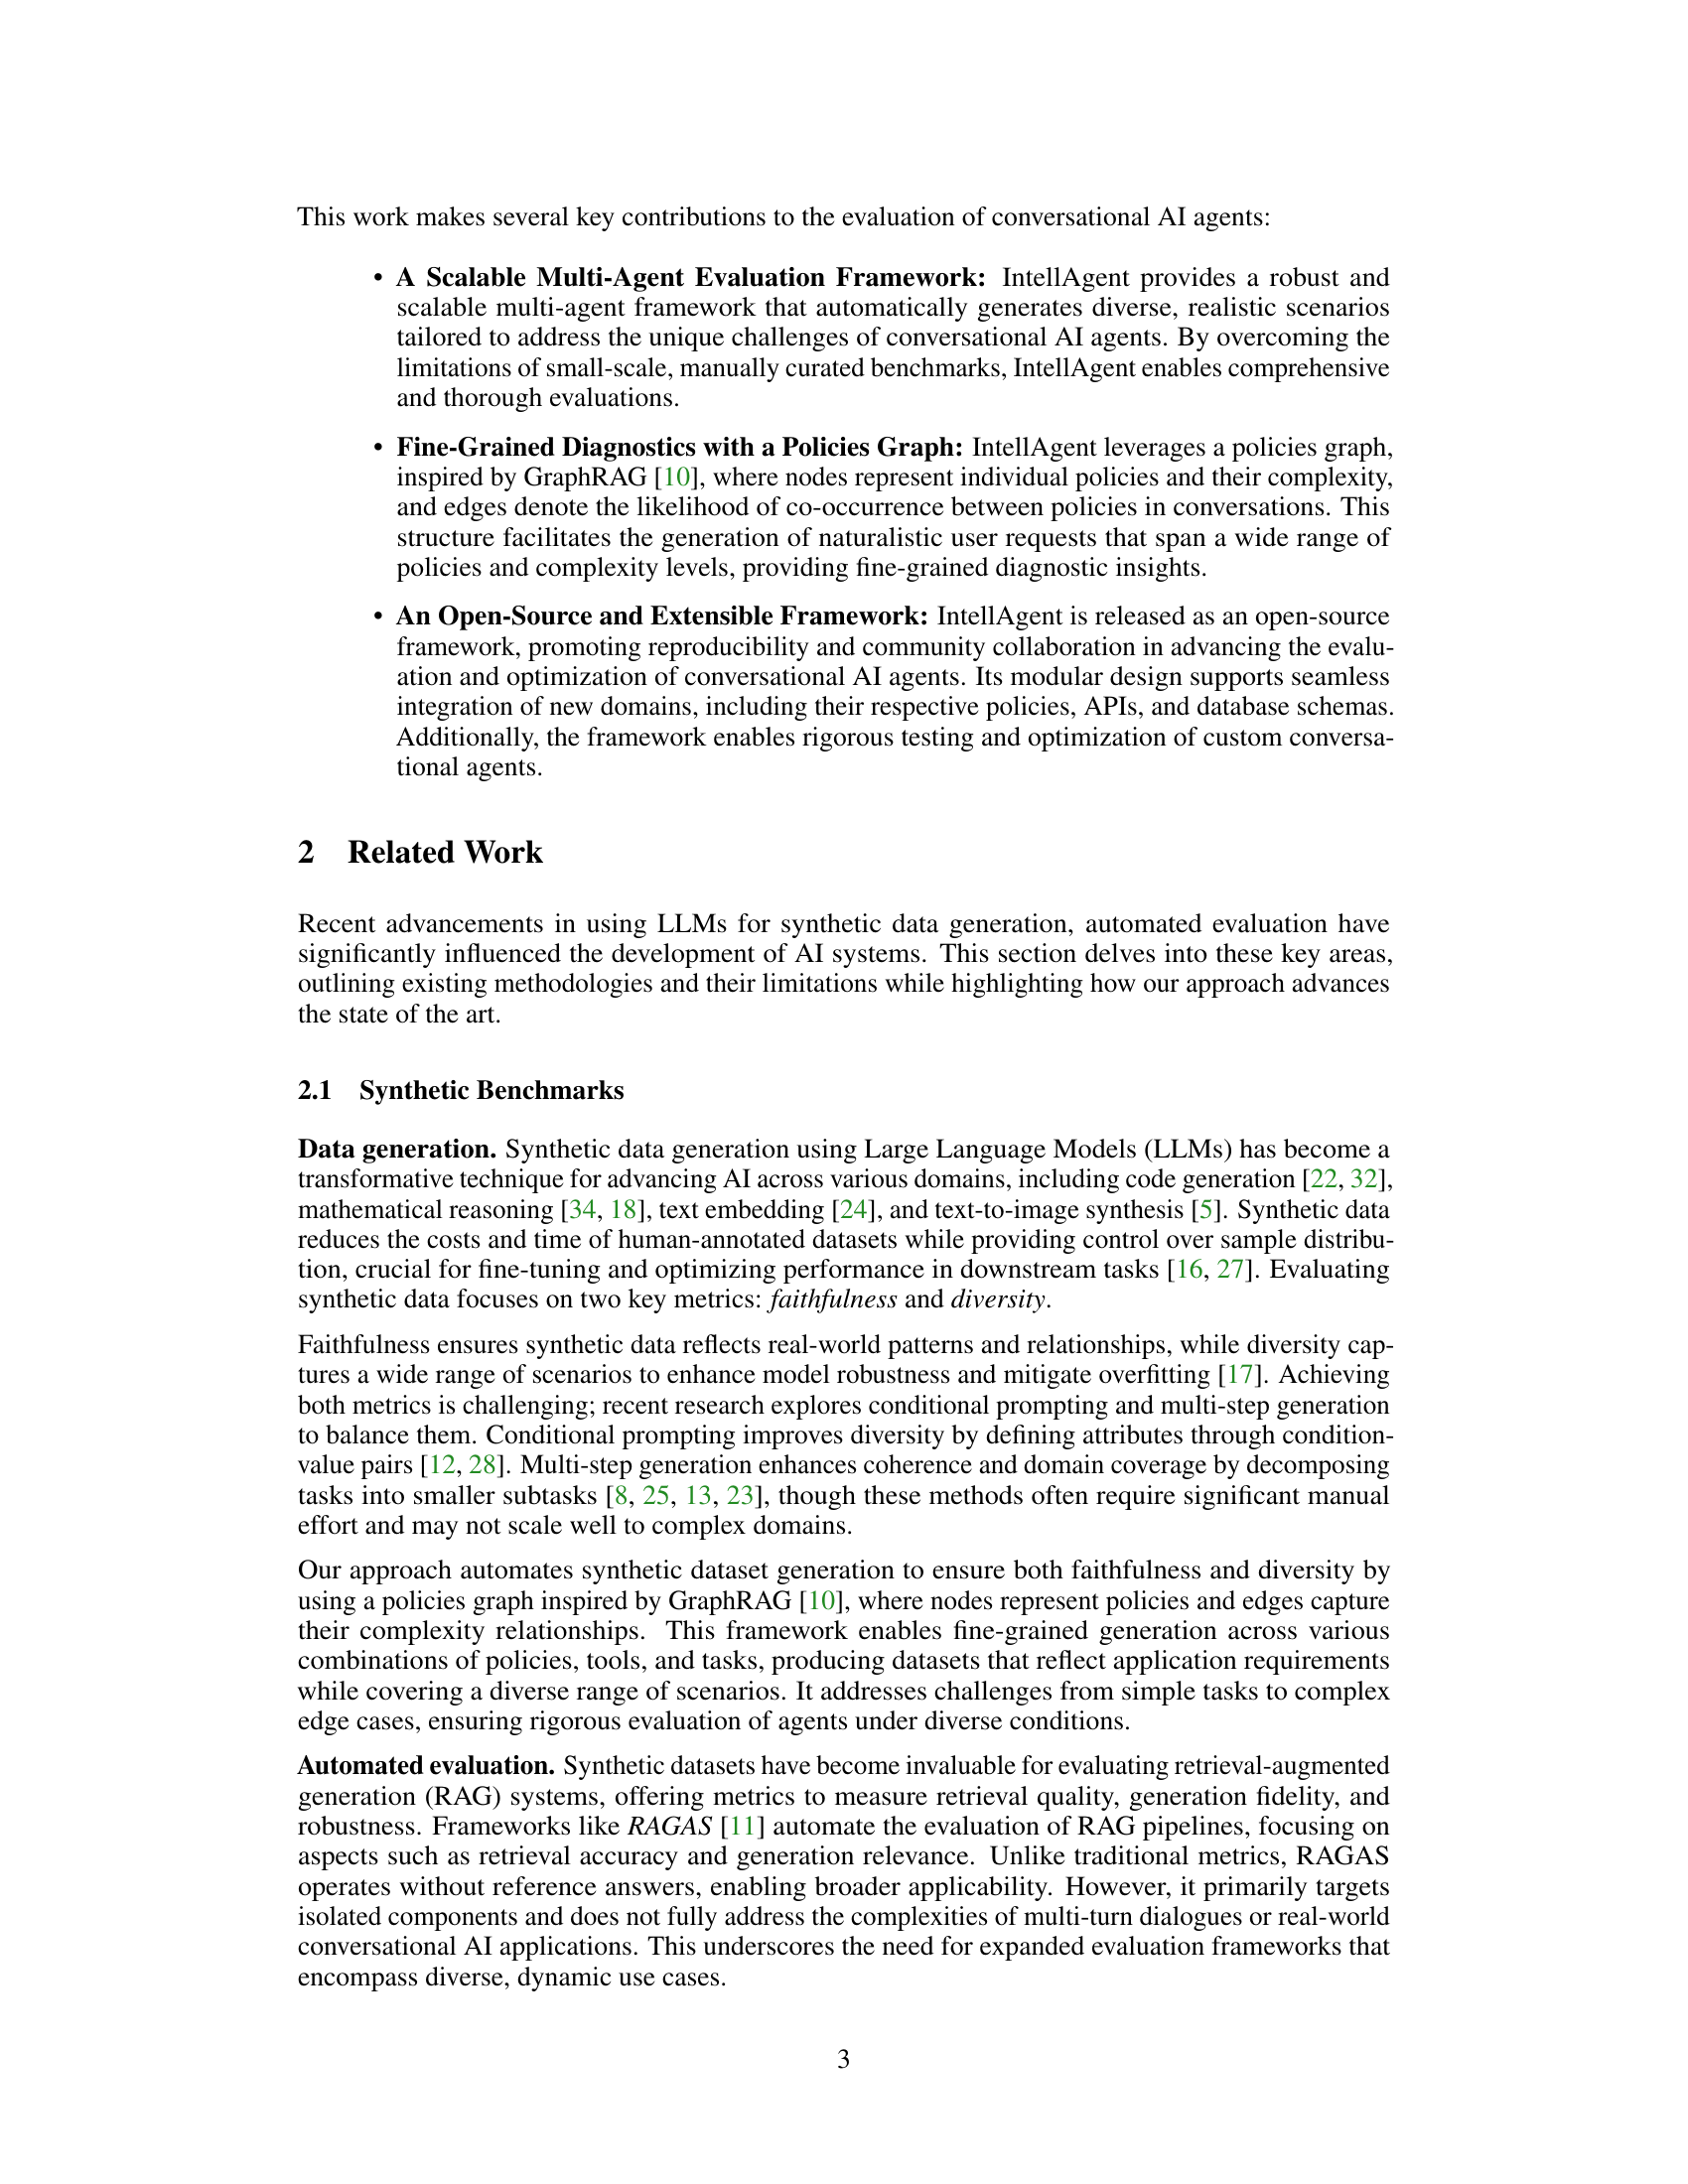 This work makes several key contributions to the evaluation of conversational AI agents:
• A Scalable Multi-Agent Evaluation Framework: IntellAgent provides a robust and
scalable multi-agent framework that automatically generates diverse, realistic scenarios
tailored to address the unique challenges of conversational AI agents. By overcoming the
limitations of small-scale, manually curated benchmarks, IntellAgent enables comprehensive
and thorough evaluations.
• Fine-Grained Diagnostics with a Policies Graph: IntellAgent leverages a policies graph,
inspired by GraphRAG [10], where nodes represent individual policies and their complexity,
and edges denote the likelihood of co-occurrence between policies in conversations. This
structure facilitates the generation of naturalistic user requests that span a wide range of
policies and complexity levels, providing fine-grained diagnostic insights.
• An Open-Source and Extensible Framework: IntellAgent is released as an open-source
framework, promoting reproducibility and community collaboration in advancing the evalu-
ation and optimization of conversational AI agents. Its modular design supports seamless
integration of new domains, including their respective policies, APIs, and database schemas.
Additionally, the framework enables rigorous testing and optimization of custom conversa-
tional agents.
2 Related Work
Recent advancements in using LLMs for synthetic data generation, automated evaluation have
significantly influenced the development of AI systems. This section delves into these key areas,
outlining existing methodologies and their limitations while highlighting how our approach advances
the state of the art.
2.1 Synthetic Benchmarks
Data generation. Synthetic data generation using Large Language Models (LLMs) has become a
transformative technique for advancing AI across various domains, including code generation [22, 32],
mathematical reasoning [34, 18], text embedding [24], and text-to-image synthesis [5]. Synthetic data
reduces the costs and time of human-annotated datasets while providing control over sample distribu-
tion, crucial for fine-tuning and optimizing performance in downstream tasks [16, 27]. Evaluating
synthetic data focuses on two key metrics: faithfulness and diversity.
Faithfulness ensures synthetic data reflects real-world patterns and relationships, while diversity cap-
tures a wide range of scenarios to enhance model robustness and mitigate overfitting [17]. Achieving
both metrics is challenging; recent research explores conditional prompting and multi-step generation
to balance them. Conditional prompting improves diversity by defining attributes through condition-
value pairs [12, 28]. Multi-step generation enhances coherence and domain coverage by decomposing
tasks into smaller subtasks [8, 25, 13, 23], though these methods often require significant manual
effort and may not scale well to complex domains.
Our approach automates synthetic dataset generation to ensure both faithfulness and diversity by
using a policies graph inspired by GraphRAG [10], where nodes represent policies and edges capture
their complexity relationships. This framework enables fine-grained generation across various
combinations of policies, tools, and tasks, producing datasets that reflect application requirements
while covering a diverse range of scenarios. It addresses challenges from simple tasks to complex
edge cases, ensuring rigorous evaluation of agents under diverse conditions.
Automated evaluation. Synthetic datasets have become invaluable for evaluating retrieval-augmented
generation (RAG) systems, offering metrics to measure retrieval quality, generation fidelity, and
robustness. Frameworks like RAGAS [11] automate the evaluation of RAG pipelines, focusing on
aspects such as retrieval accuracy and generation relevance. Unlike traditional metrics, RAGAS
operates without reference answers, enabling broader applicability. However, it primarily targets
isolated components and does not fully address the complexities of multi-turn dialogues or real-world
conversational AI applications. This underscores the need for expanded evaluation frameworks that
encompass diverse, dynamic use cases.
3